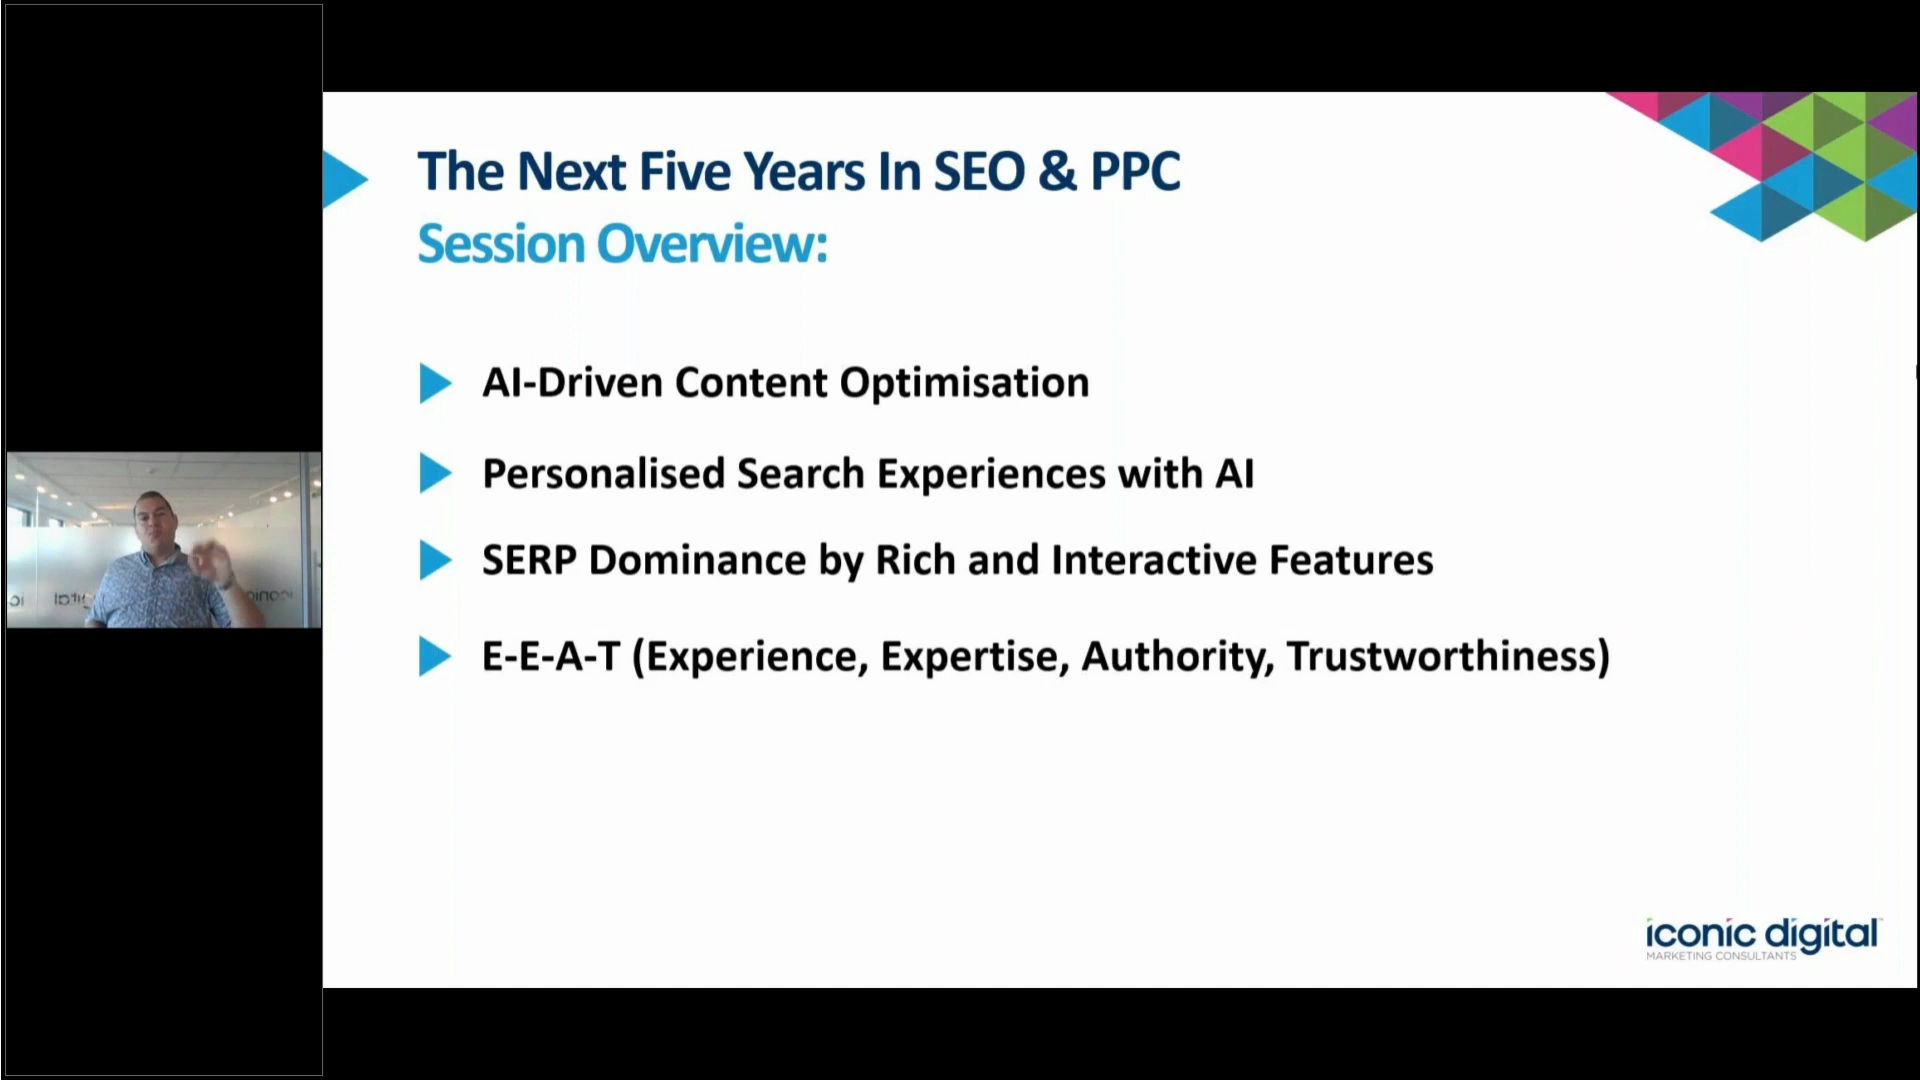 The Next Five Years In SEO & PPC
Session Overview:
AI-Driven Content Optimisation
Personalised Search Experiences with AI
SERP Dominance by Rich and Interactive Features
E-E-A-T (Experience, Expertise, Authority, Trustworthiness)
iconic digital
MARKETING CONSULTANTS